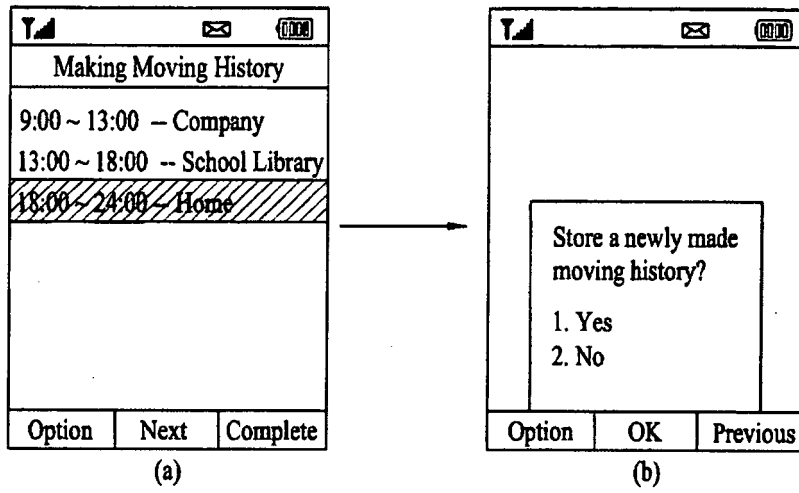 Making Moving History
9:00 ~ 13:00 -- Company
13:00 ~ 18:00 -- School Library
18:00 ~ 24:00 -- Home
Option Next Complete
(a)
Store a newly made
moving history?
1. Yes
2. No
Option OK Previous
(b)